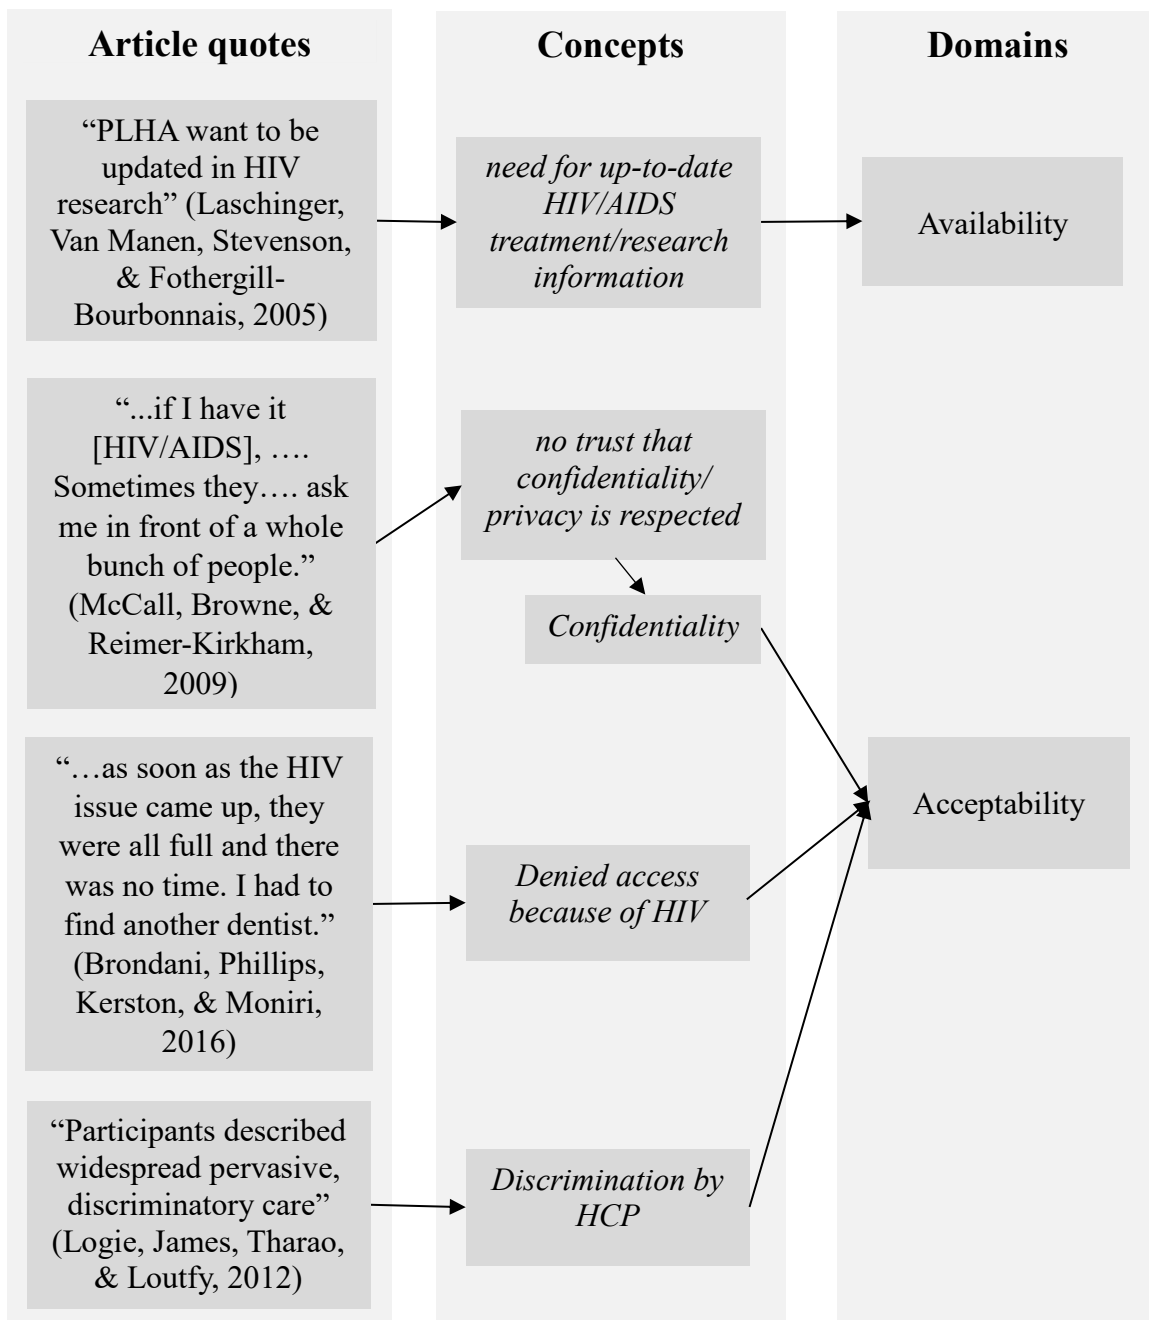 Article quotes
Concepts
Domains
“PLHA want to be
updated in HIV
research” (Laschinger,
Van Manen, Stevenson,
& Fothergill-
Bourbonnais, 2005)
need for up-to-date
HIV/AIDS
treatment/research
information
Availability
“...if I have it
[HIV/AIDS], ….
Sometimes they…. ask
me in front of a whole
bunch of people.”
(McCall, Browne, &
Reimer-Kirkham,
2009)
no trust that
confidentiality/
privacy is respected
Confidentiality
“…as soon as the HIV
issue came up, they
were all full and there
was no time. I had to
find another dentist.”
(Brondani, Phillips,
Kerston, & Moniri,
2016)
Denied access
because of HIV
Acceptability
“Participants described
widespread pervasive,
discriminatory care”
(Logie, James, Tharao,
& Loutfy, 2012)
Discrimination by
HCP